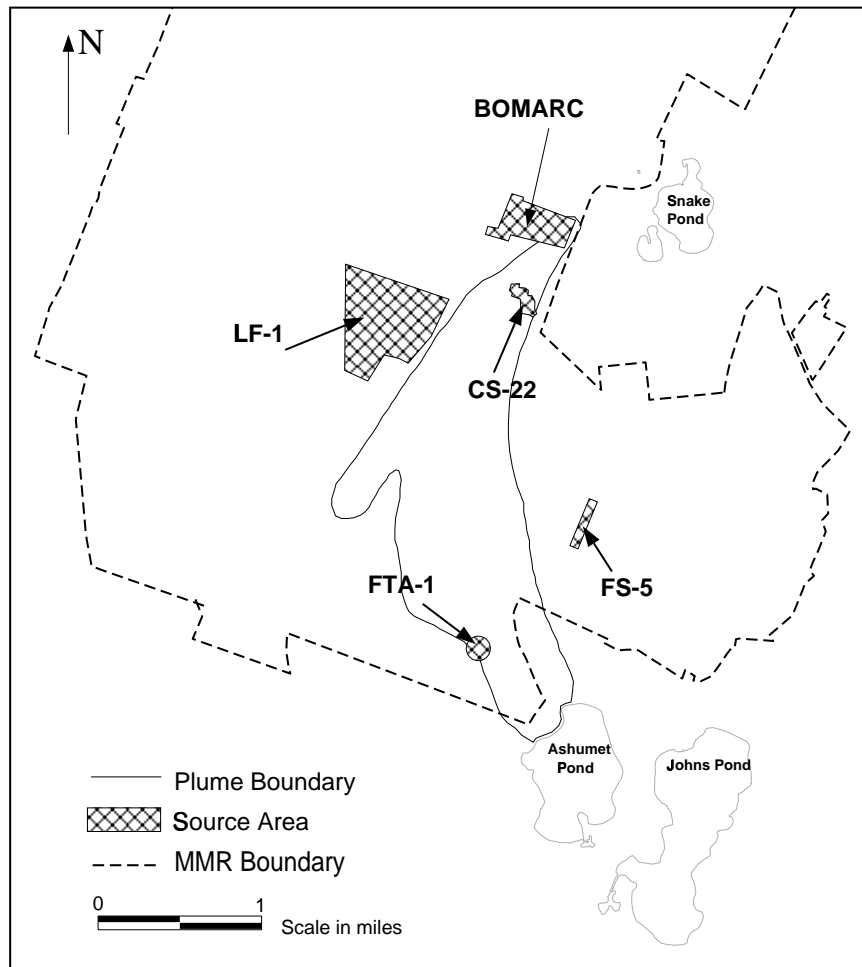 N
BOMARC
Snake
Pond
LF-1
CS-22
FTA-1
FS-5
Ashumet
Pond
Johns Pond
Plume Boundary
Source Area
MMR Boundary
0 1
Scale in miles